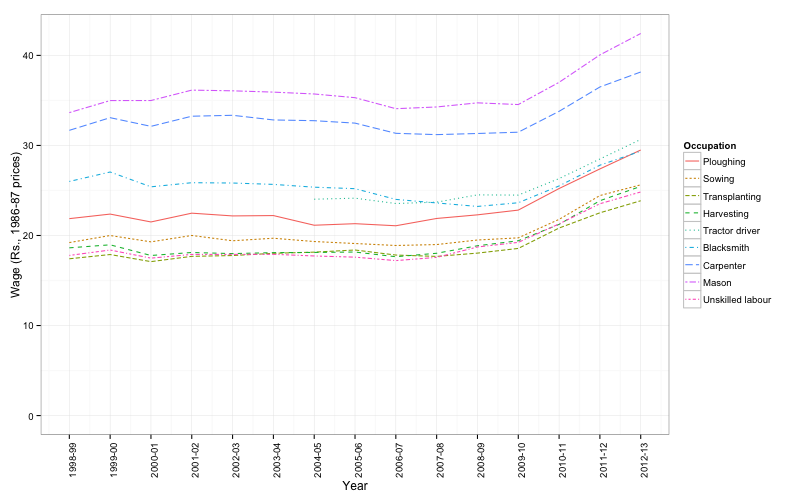 Wage (Rs., 1986-87 prices)
40
30
20
10
0
1998-99
1999-00
2000-01
2001-02
2002-03
2003-04
2004-05
2005-06
2006-07
2007-08
2008-09
2009-10
2010-11
2011-12
2012-13
Year
Occupation
Ploughing
Sowing
Transplanting
Harvesting
Tractor driver
Blacksmith
Carpenter
Mason
Unskilled labour